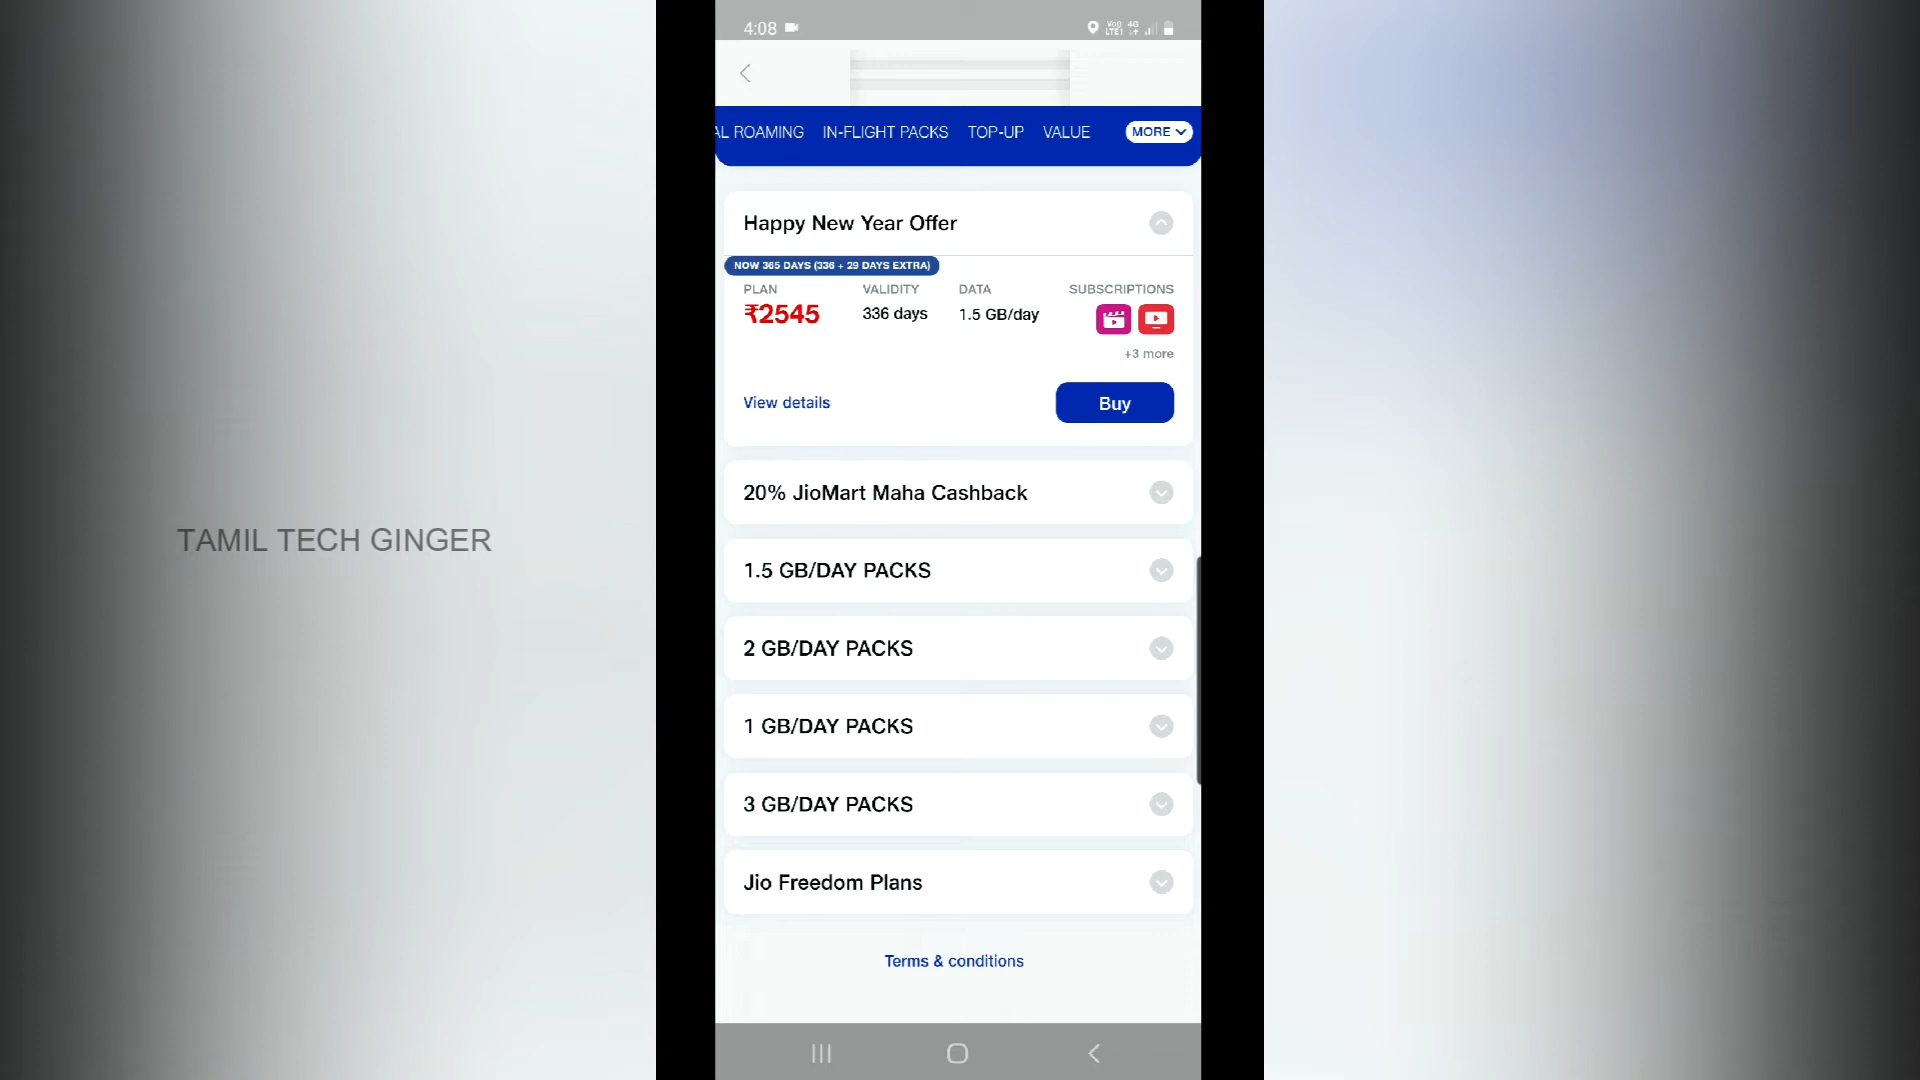 4:08
Vo))
LTE1
4G
AL ROAMING IN-FLIGHT PACKS TOP-UP VALUE MORE
Happy New Year Offer
NOW 365 DAYS (336 + 29 DAYS EXTRA)
PLAN VALIDITY DATA SUBSCRIPTIONS
₹2545 336 days 1.5 GB/day
+3 more
View details Buy
20% JioMart Maha Cashback
TAMIL TECH GINGER
1.5 GB/DAY PACKS
2 GB/DAY PACKS
1 GB/DAY PACKS
3 GB/DAY PACKS
Jio Freedom Plans
Terms & conditions